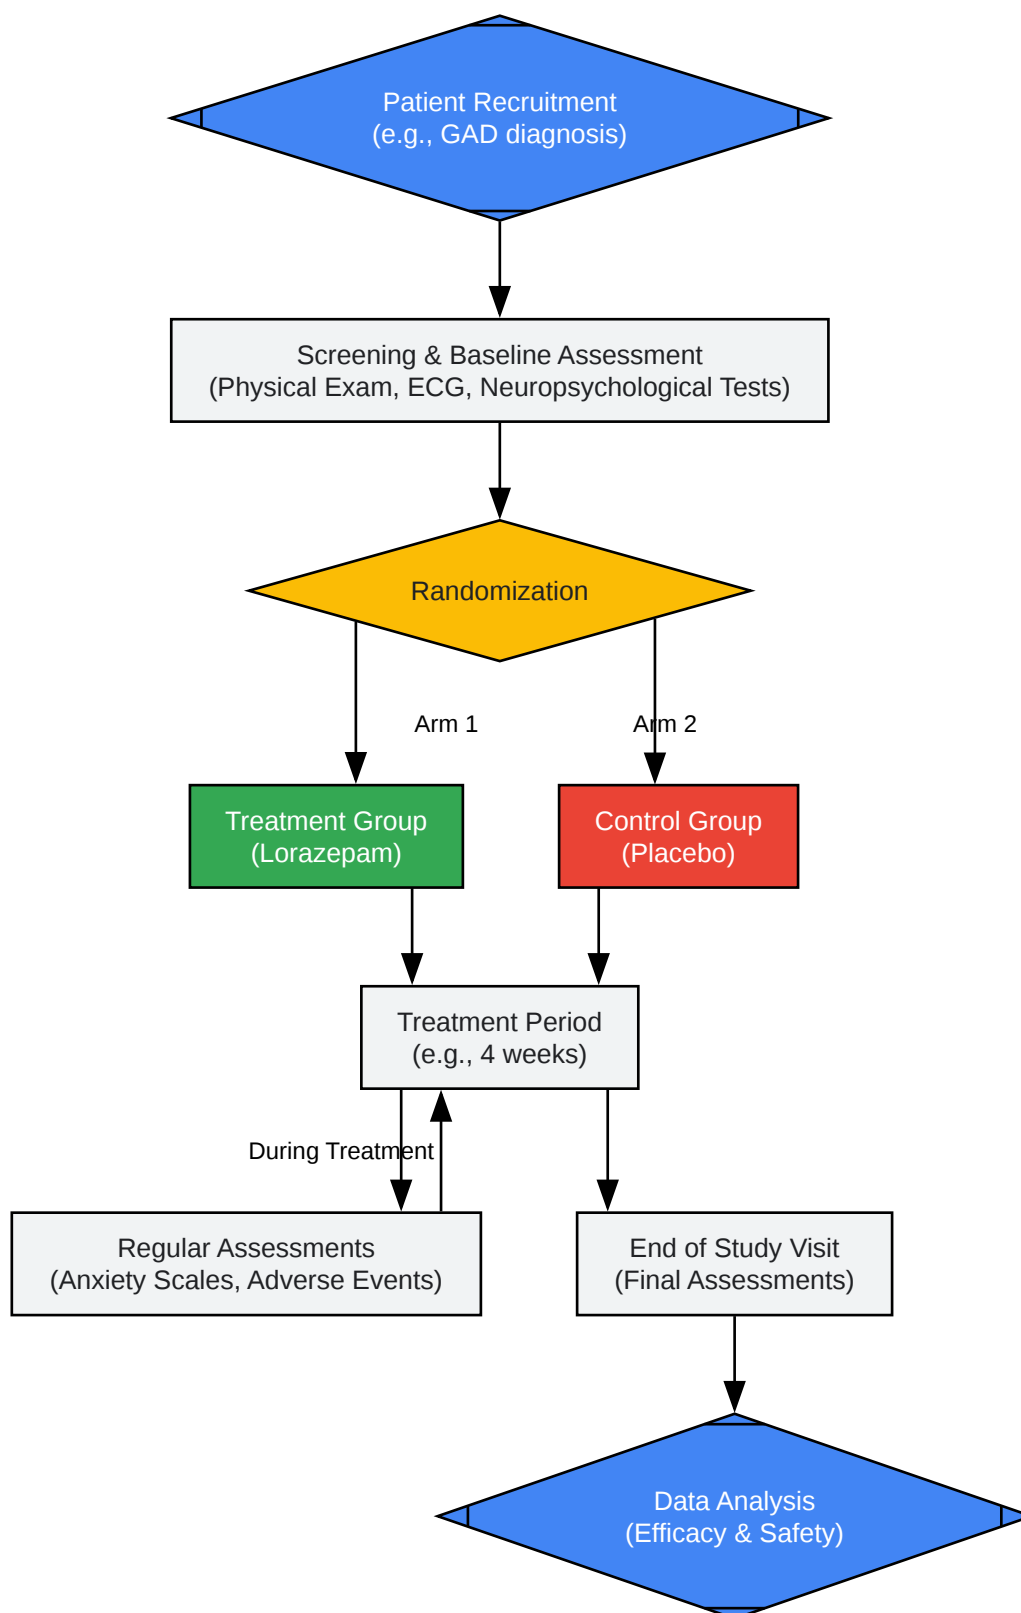 Patient Recruitment
(e.g., GAD diagnosis)
Screening & Baseline Assessment
(Physical Exam, ECG, Neuropsychological Tests)
Randomization
Arm 1
Arm 2
Treatment Group
(Lorazepam)
Control Group
(Placebo)
Treatment Period
(e.g., 4 weeks)
During Treatment
Regular Assessments
(Anxiety Scales, Adverse Events)
End of Study Visit
(Final Assessments)
Data Analysis
(Efficacy & Safety)